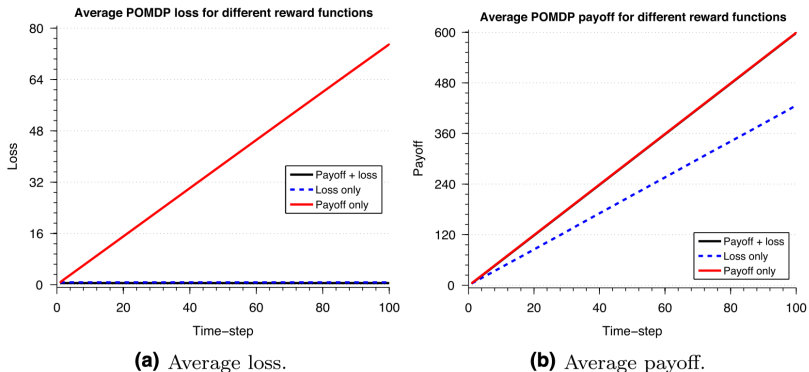 Average POMDP loss for different reward functions
80
64
48
32
16
0
Loss
Payoff + loss
Loss only
Payoff only
0 20 40 60 80 100
Time−step
(a) Average loss.
Average POMDP payoff for different reward functions
600
480
360
240
120
0
Payoff
Payoff + loss
Loss only
Payoff only
0 20 40 60 80 100
Time−step
(b) Average payoff.